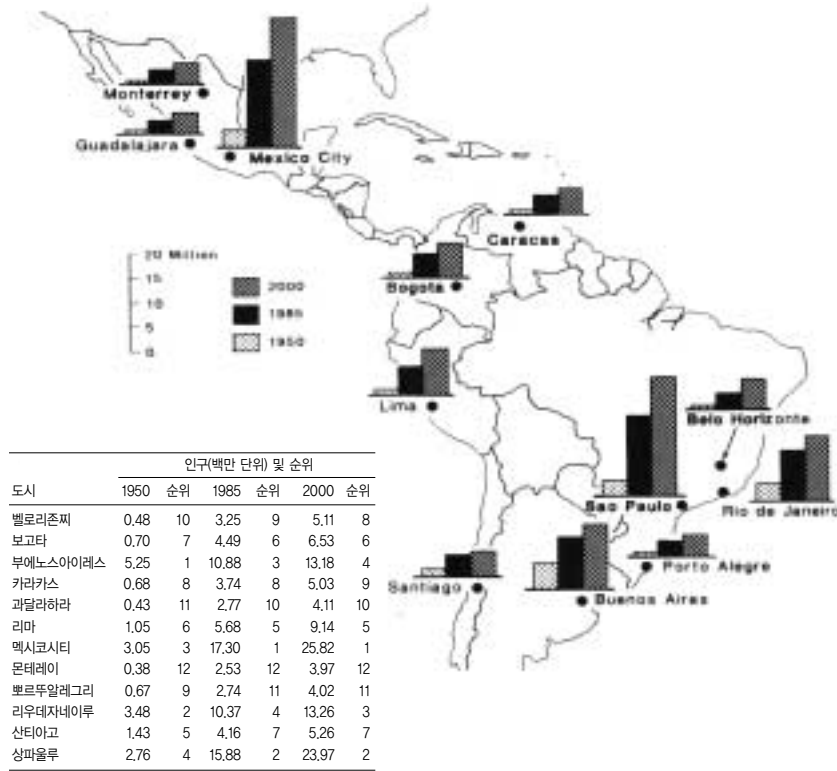 Monterrey
Guadalajara
Mexico City
Caracas
20 Million
15
10
5
0
2000
1985
1950
Bogota
Lima
Belo Horizonte
Sao Paulo
Rio de Janeiro
Porto Alegre
Santiago
Buenos Aires
인구(백만 단위) 및 순위
도시 1950 순위 1985 순위 2000 순위
벨로리존찌 0.48 10 3.25 9 5.11 8
보고타 0.70 7 4.49 6 6.53 6
부에노스아이레스 5.25 1 10.88 3 13.18 4
카라카스 0.68 8 3.74 8 5.03 9
과달라하라 0.43 11 2.77 10 4.11 10
리마 1.05 6 5.68 5 9.14 5
멕시코시티 3.05 3 17.30 1 25.82 1
몬테레이 0.38 12 2.53 12 3.97 12
뽀르뚜알레그리 0.67 9 2.74 11 4.02 11
리우데자네이루 3.48 2 10.37 4 13.26 3
산티아고 1.43 5 4.16 7 5.26 7
상파울루 2.76 4 15.88 2 23.97 2